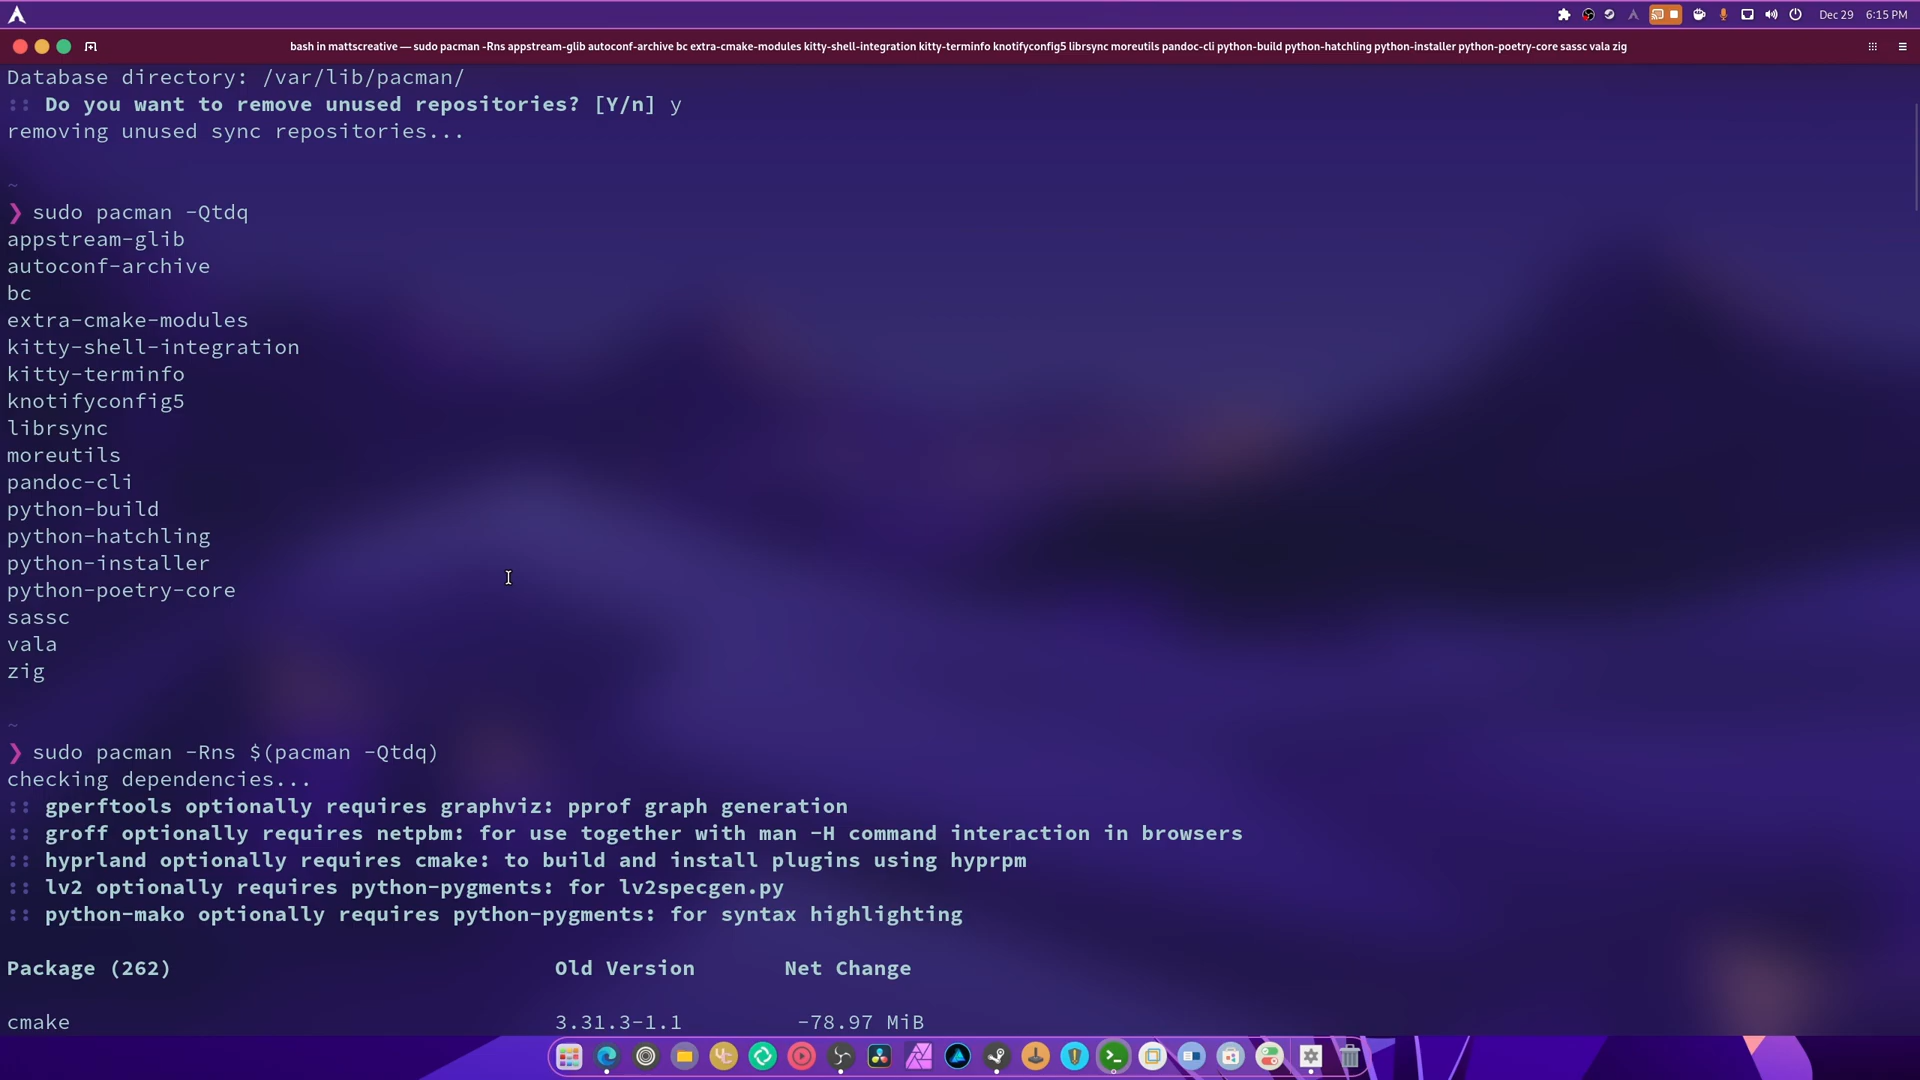 Dec 29 6:15 PM
bash in mattscreative — sudo pacman -Rns appstream-glib autoconf-archive bc extra-cmake-modules kitty-shell-integration kitty-terminfo knotifyconfig5 librsync moreutils pandoc-cli python-build python-hatchling python-installer python-poetry-core sassc vala zig
Database directory: /var/lib/pacman/
:: Do you want to remove unused repositories? [Y/n] y
removing unused sync repositories...
~
❯ sudo pacman -Qtdq
appstream-glib
autoconf-archive
bc
extra-cmake-modules
kitty-shell-integration
kitty-terminfo
knotifyconfig5
librsync
moreutils
pandoc-cli
python-build
python-hatchling
python-installer
python-poetry-core
sassc
vala
zig
~
❯ sudo pacman -Rns $(pacman -Qtdq)
checking dependencies...
:: gperftools optionally requires graphviz: pprof graph generation
:: groff optionally requires netpbm: for use together with man -H command interaction in browsers
:: hyprland optionally requires cmake: to build and install plugins using hyprpm
:: lv2 optionally requires python-pygments: for lv2specgen.py
:: python-mako optionally requires python-pygments: for syntax highlighting
Package (262) Old Version Net Change
cmake 3.31.3-1.1 -78.97 MiB